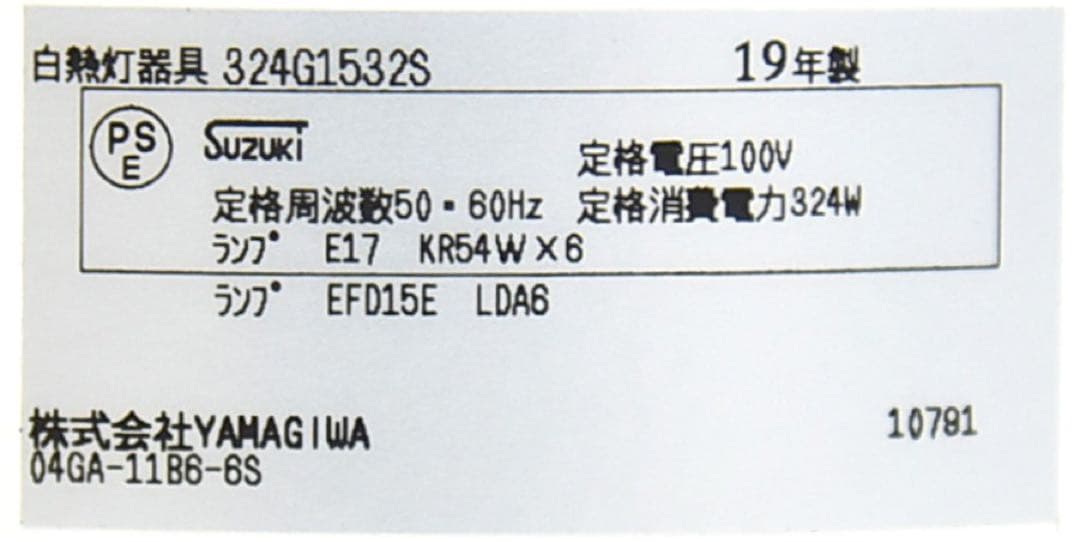 白熱灯器具 324G1532S 19年製
PS
E
SUZUKi 定格電圧100V
定格周波数50・60Hz 定格消費電力324W
ﾗﾝﾌﾟ E17 KR54W×6
ﾗﾝﾌﾟ EFD15E LDA6
株式会社YAMAGIWA 10781
04GA-11B6-6S